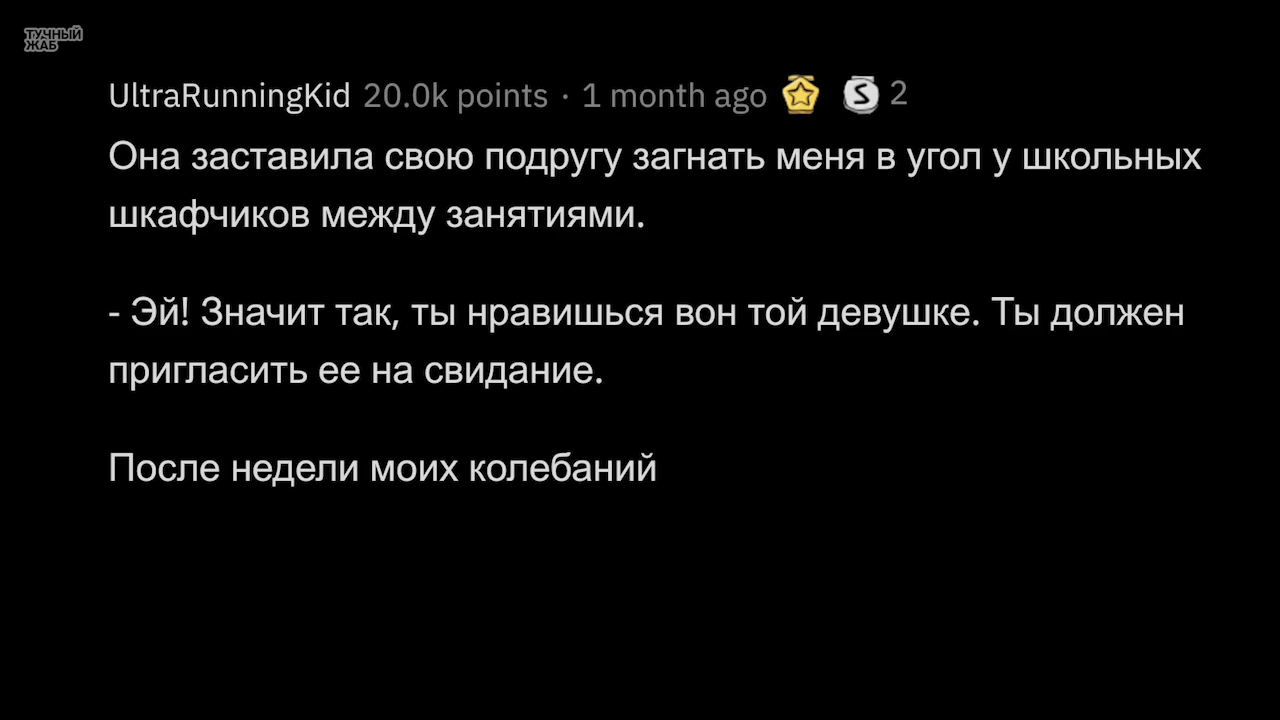 ТУЧНЫЙ
ЖАБ
UltraRunningKid 20.0k points · 1 month ago S 2
Она заставила свою подругу загнать меня в угол у школьных
шкафчиков между занятиями.
- Эй! Значит так, ты нравишься вон той девушке. Ты должен
пригласить ее на свидание.
После недели моих колебаний